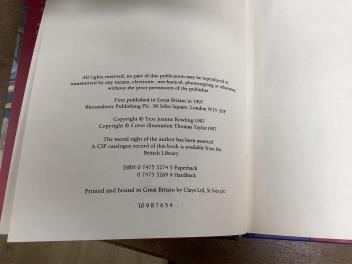 All rights reserved, no part of this publication may be reproduced or
transmitted by any means, electronic, mechanical, photocopying or otherwise,
without the prior permission of the publisher
First published in Great Britain in 1997
Bloomsbury Publishing Plc, 38 Soho Square, London W1V 5DF
Copyright © Text Joanne Rowling 1997
Copyright © Cover illustration Thomas Taylor 1997
The moral right of the author has been asserted
A CIP catalogue record of this book is available from the
British Library
ISBN 0 7475 3274 5 Paperback
0 7475 3269 9 Hardback
Printed and bound in Great Britain by Clays Ltd, St Ives plc
10 9 8 7 6 5 4